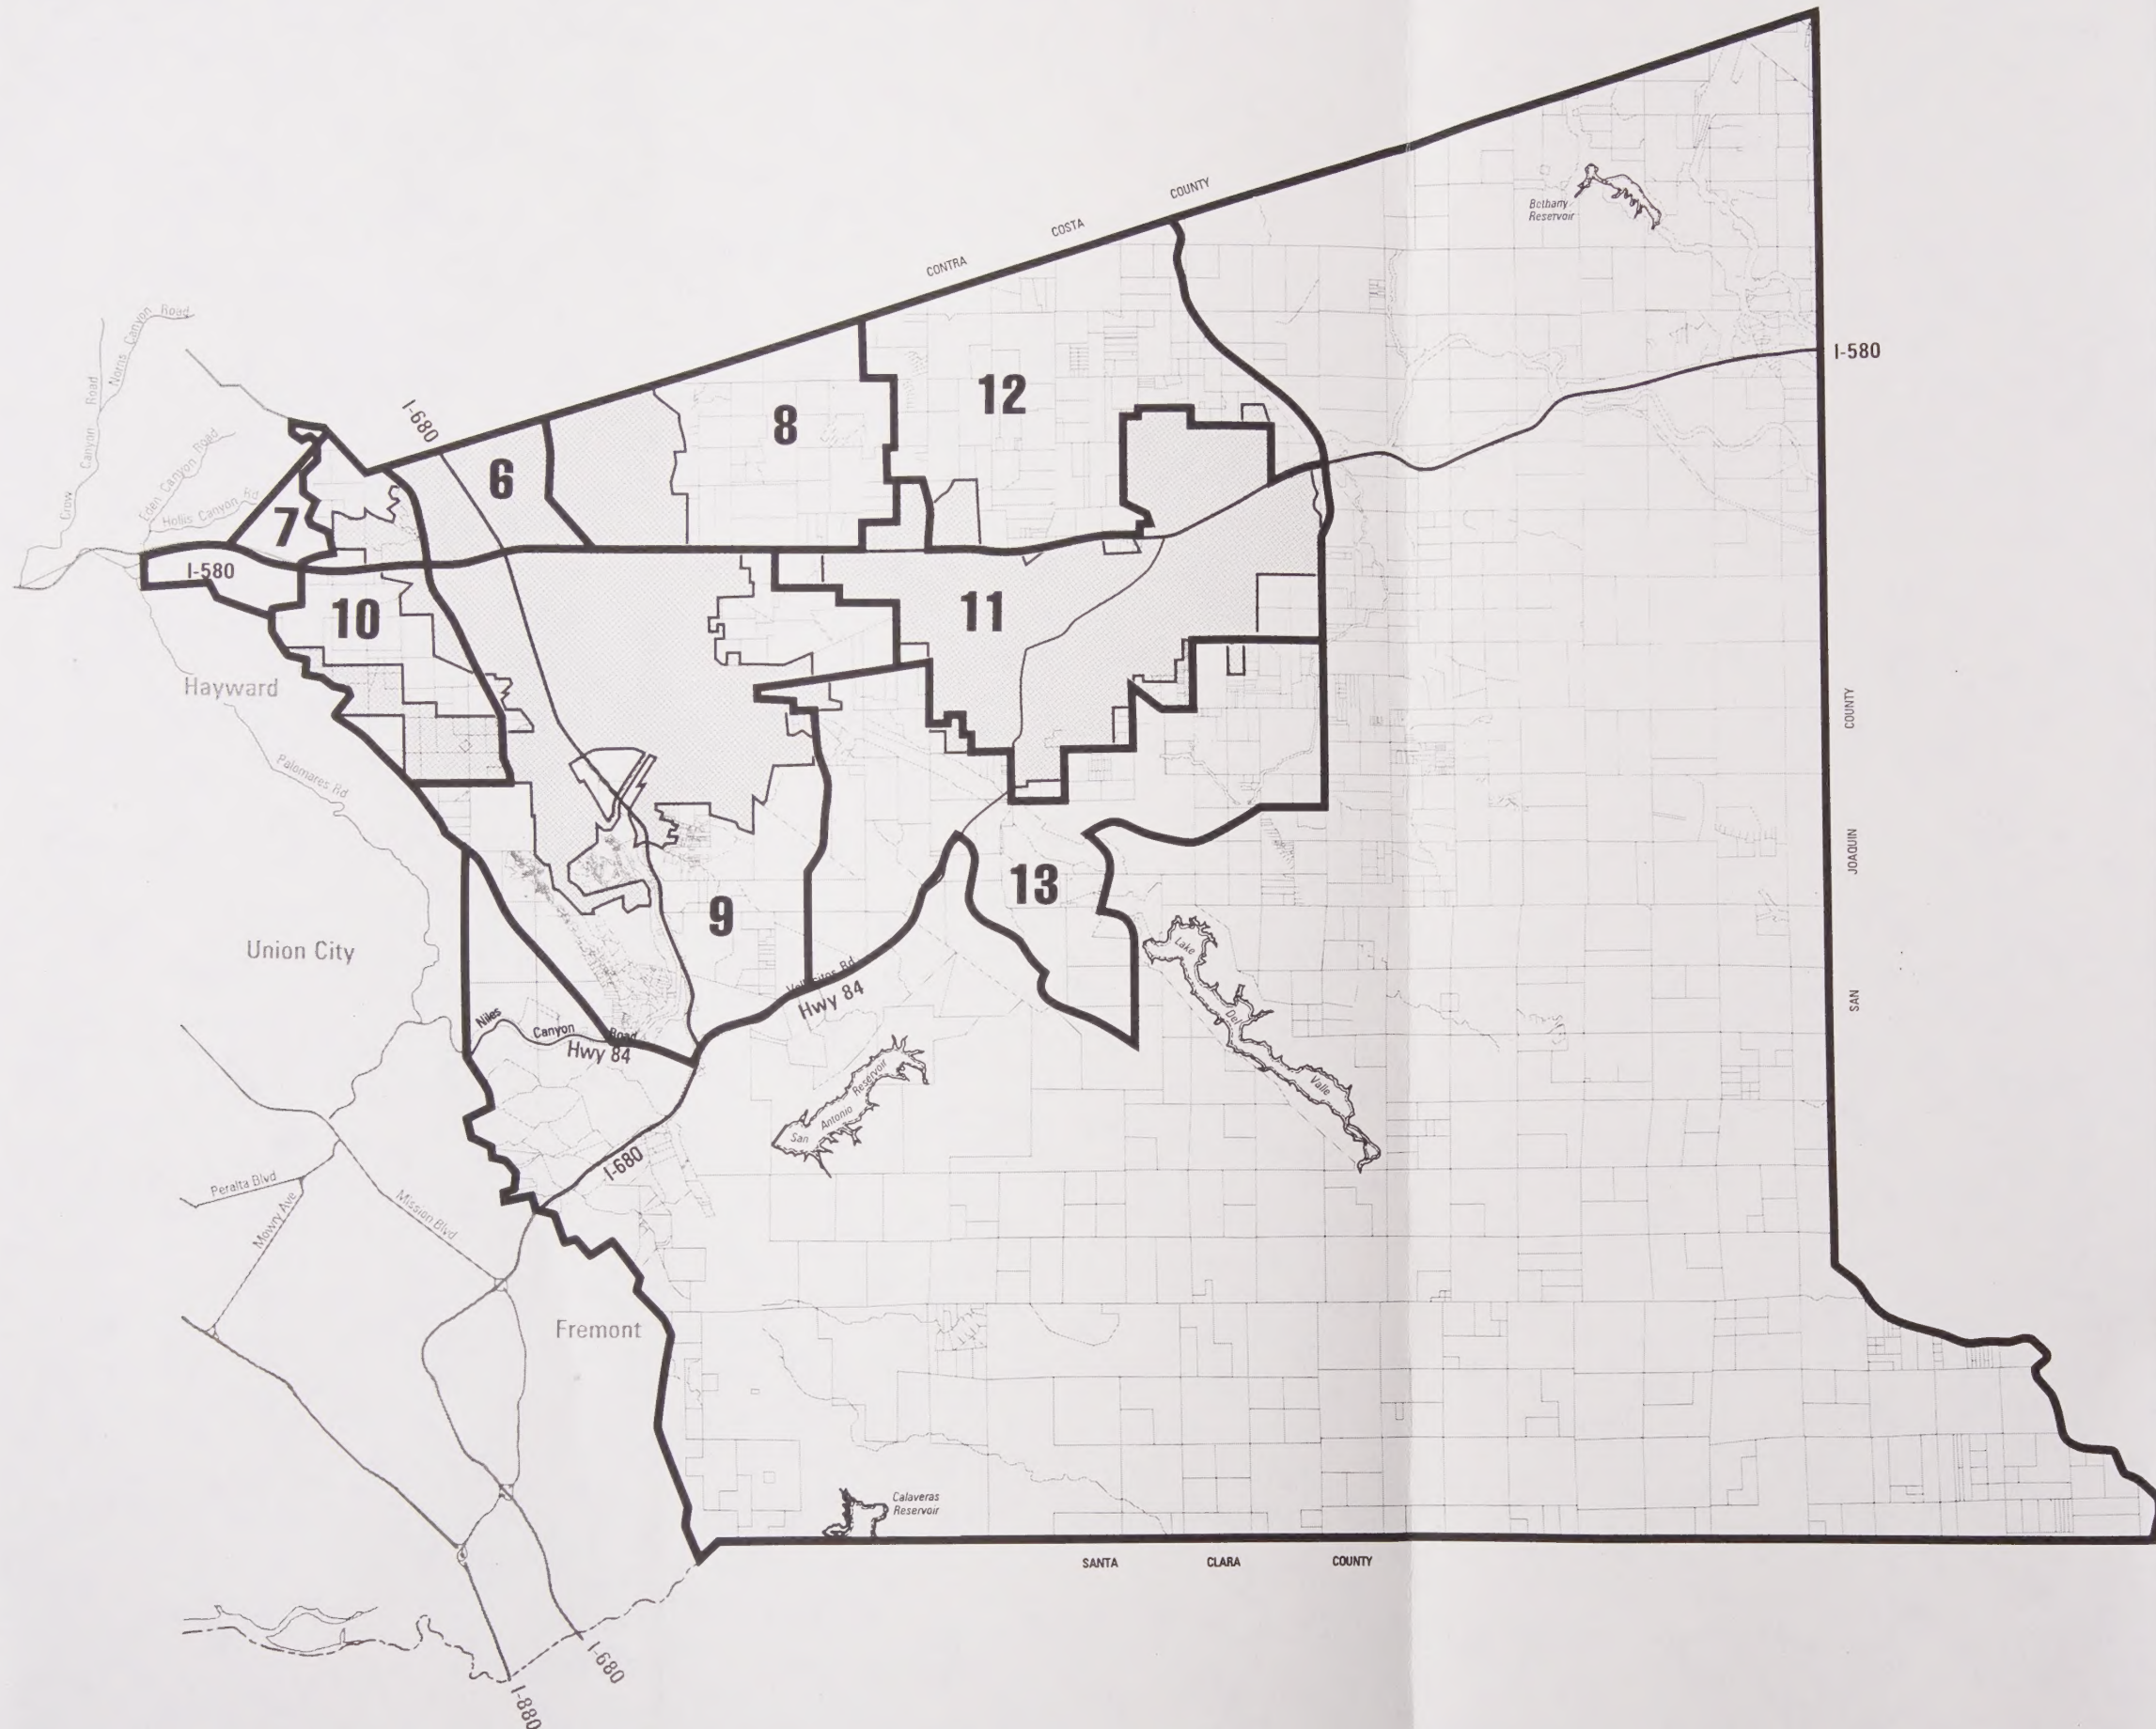 CONTRA COSTA COUNTY
Bethany
Reservoir
Norris Canyon Road
Crow Canyon Road
I-680
I-580
12
8
6
Eden Canyon Road
Hollis Canyon Rd
7
I-580
10
11
Hayward
COUNTY
Palomares Rd
JOAQUIN
13
9
Union City
Lake
Del
Valle
SAN
Hwy 84
Niles Canyon Road
Hwy 84
San Antonio Reservoir
I-680
Peralta Blvd
Mowry Ave
Mission Blvd
Fremont
Calaveras
Reservoir
SANTA CLARA COUNTY
I-680
I-880